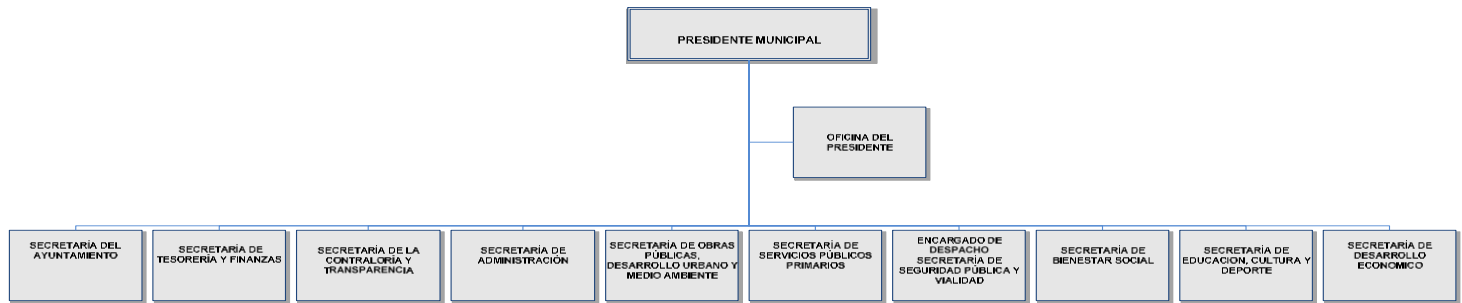 PRESIDENTE MUNICIPAL
OFICINA DEL
PRESIDENTE
SECRETARÍA DEL
AYUNTAMIENTO
SECRETARÍA DE
TESORERÍA Y FINANZAS
SECRETARÍA DE LA
CONTRALORÍA Y
TRANSPARENCIA
SECRETARÍA DE
ADMINISTRACIÓN
SECRETARÍA DE OBRAS
PÚBLICAS,
DESARROLLO URBANO Y
MEDIO AMBIENTE
SECRETARÍA DE
SERVICIOS PÚBLICOS
PRIMARIOS
ENCARGADO DE
DESPACHO
SECRETARÍA DE
SEGURIDAD PÚBLICA Y
VIALIDAD
SECRETARÍA DE
BIENESTAR SOCIAL
SECRETARÍA DE
EDUCACION, CULTURA Y
DEPORTE
SECRETARÍA DE
DESARROLLO
ECONOMICO